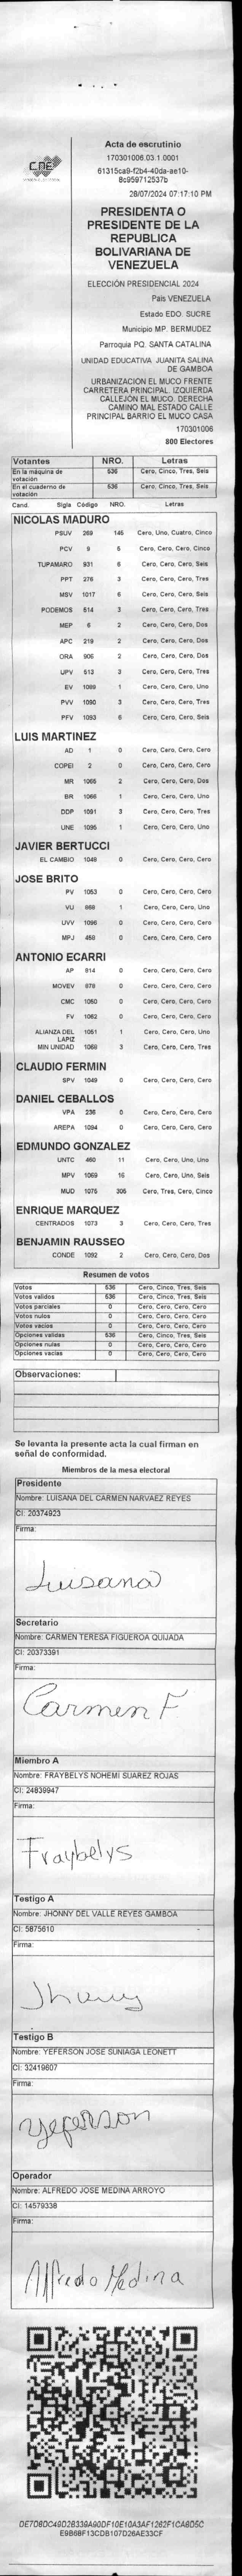 CNE
Acta de escrutinio
170301006.03.1.0001
61315ca9-f2b4-40da-ae10-
8c959712537b
28/07/2024 07:17:10 PM
PRESIDENTA O
PRESIDENTE DE LA
REPUBLICA
BOLIVARIANA DE
VENEZUELA
ELECCIÓN PRESIDENCIAL 2024
País VENEZUELA
Estado EDO. SUCRE
Municipio MP. BERMUDEZ
Parroquia PQ. SANTA CATALINA
UNIDAD EDUCATIVA JUANITA SALINA
DE GAMBOA
URBANIZACION EL MUCO FRENTE
CARRETERA PRINCIPAL. IZQUIERDA
CALLEJÓN EL MUCO. DERECHA
CAMINO MAL ESTADO CALLE
PRINCIPAL BARRIO EL MUCO CASA
170301006
800 Electores
Votantes NRO. Letras
En la máquina de votación 536 Cero, Cinco, Tres, Seis
En el cuaderno de votación 536 Cero, Cinco, Tres, Seis
Cand. Sigla Código NRO. Letras
NICOLAS MADURO
PSUV 269 145 Cero, Uno, Cuatro, Cinco
PCV 9 5 Cero, Cero, Cero, Cinco
TUPAMARO 931 6 Cero, Cero, Cero, Seis
PPT 276 3 Cero, Cero, Cero, Tres
MSV 1017 6 Cero, Cero, Cero, Seis
PODEMOS 514 3 Cero, Cero, Cero, Tres
MEP 6 2 Cero, Cero, Cero, Dos
APC 219 2 Cero, Cero, Cero, Dos
ORA 906 2 Cero, Cero, Cero, Dos
UPV 513 3 Cero, Cero, Cero, Tres
EV 1089 1 Cero, Cero, Cero, Uno
PVV 1090 3 Cero, Cero, Cero, Tres
PFV 1093 6 Cero, Cero, Cero, Seis
LUIS MARTINEZ
AD 1 0 Cero, Cero, Cero, Cero
COPEI 2 0 Cero, Cero, Cero, Cero
MR 1065 2 Cero, Cero, Cero, Dos
BR 1066 1 Cero, Cero, Cero, Uno
DDP 1091 3 Cero, Cero, Cero, Tres
UNE 1095 1 Cero, Cero, Cero, Uno
JAVIER BERTUCCI
EL CAMBIO 1048 0 Cero, Cero, Cero, Cero
JOSE BRITO
PV 1053 0 Cero, Cero, Cero, Cero
VU 868 1 Cero, Cero, Cero, Uno
UVV 1096 0 Cero, Cero, Cero, Cero
MPJ 458 0 Cero, Cero, Cero, Cero
ANTONIO ECARRI
AP 814 0 Cero, Cero, Cero, Cero
MOVEV 878 0 Cero, Cero, Cero, Cero
CMC 1060 0 Cero, Cero, Cero, Cero
FV 1062 0 Cero, Cero, Cero, Cero
ALIANZA DEL LAPIZ 1051 1 Cero, Cero, Cero, Uno
MIN UNIDAD 1068 3 Cero, Cero, Cero, Tres
CLAUDIO FERMIN
SPV 1049 0 Cero, Cero, Cero, Cero
DANIEL CEBALLOS
VPA 236 0 Cero, Cero, Cero, Cero
AREPA 1094 0 Cero, Cero, Cero, Cero
EDMUNDO GONZALEZ
UNTC 460 11 Cero, Cero, Uno, Uno
MPV 1069 16 Cero, Cero, Uno, Seis
MUD 1075 305 Cero, Tres, Cero, Cinco
ENRIQUE MARQUEZ
CENTRADOS 1073 3 Cero, Cero, Cero, Tres
BENJAMIN RAUSSEO
CONDE 1092 2 Cero, Cero, Cero, Dos
Resumen de votos
Votos 536 Cero, Cinco, Tres, Seis
Votos validos 536 Cero, Cinco, Tres, Seis
Votos parciales 0 Cero, Cero, Cero, Cero
Votos nulos 0 Cero, Cero, Cero, Cero
Votos vacios 0 Cero, Cero, Cero, Cero
Opciones validas 536 Cero, Cinco, Tres, Seis
Opciones nulas 0 Cero, Cero, Cero, Cero
Opciones vacias 0 Cero, Cero, Cero, Cero
Observaciones:
Se levanta la presente acta la cual firman en
señal de conformidad.
Miembros de la mesa electoral
Presidente
Nombre: LUISANA DEL CARMEN NARVAEZ REYES
CI: 20374923
Firma:
Luisana
Secretario
Nombre: CARMEN TERESA FIGUEROA QUIJADA
CI: 20373391
Firma:
Carmen F
Miembro A
Nombre: FRAYBELYS NOHEMI SUAREZ ROJAS
CI: 24839947
Firma:
Fraybelys
Testigo A
Nombre: JHONNY DEL VALLE REYES GAMBOA
CI: 5875610
Firma:
Testigo B
Nombre: YEFERSON JOSE SUNIAGA LEONETT
CI: 32419607
Firma:
yeferson
Operador
Nombre: ALFREDO JOSE MEDINA ARROYO
CI: 14579338
Firma:
Alfredo Medina